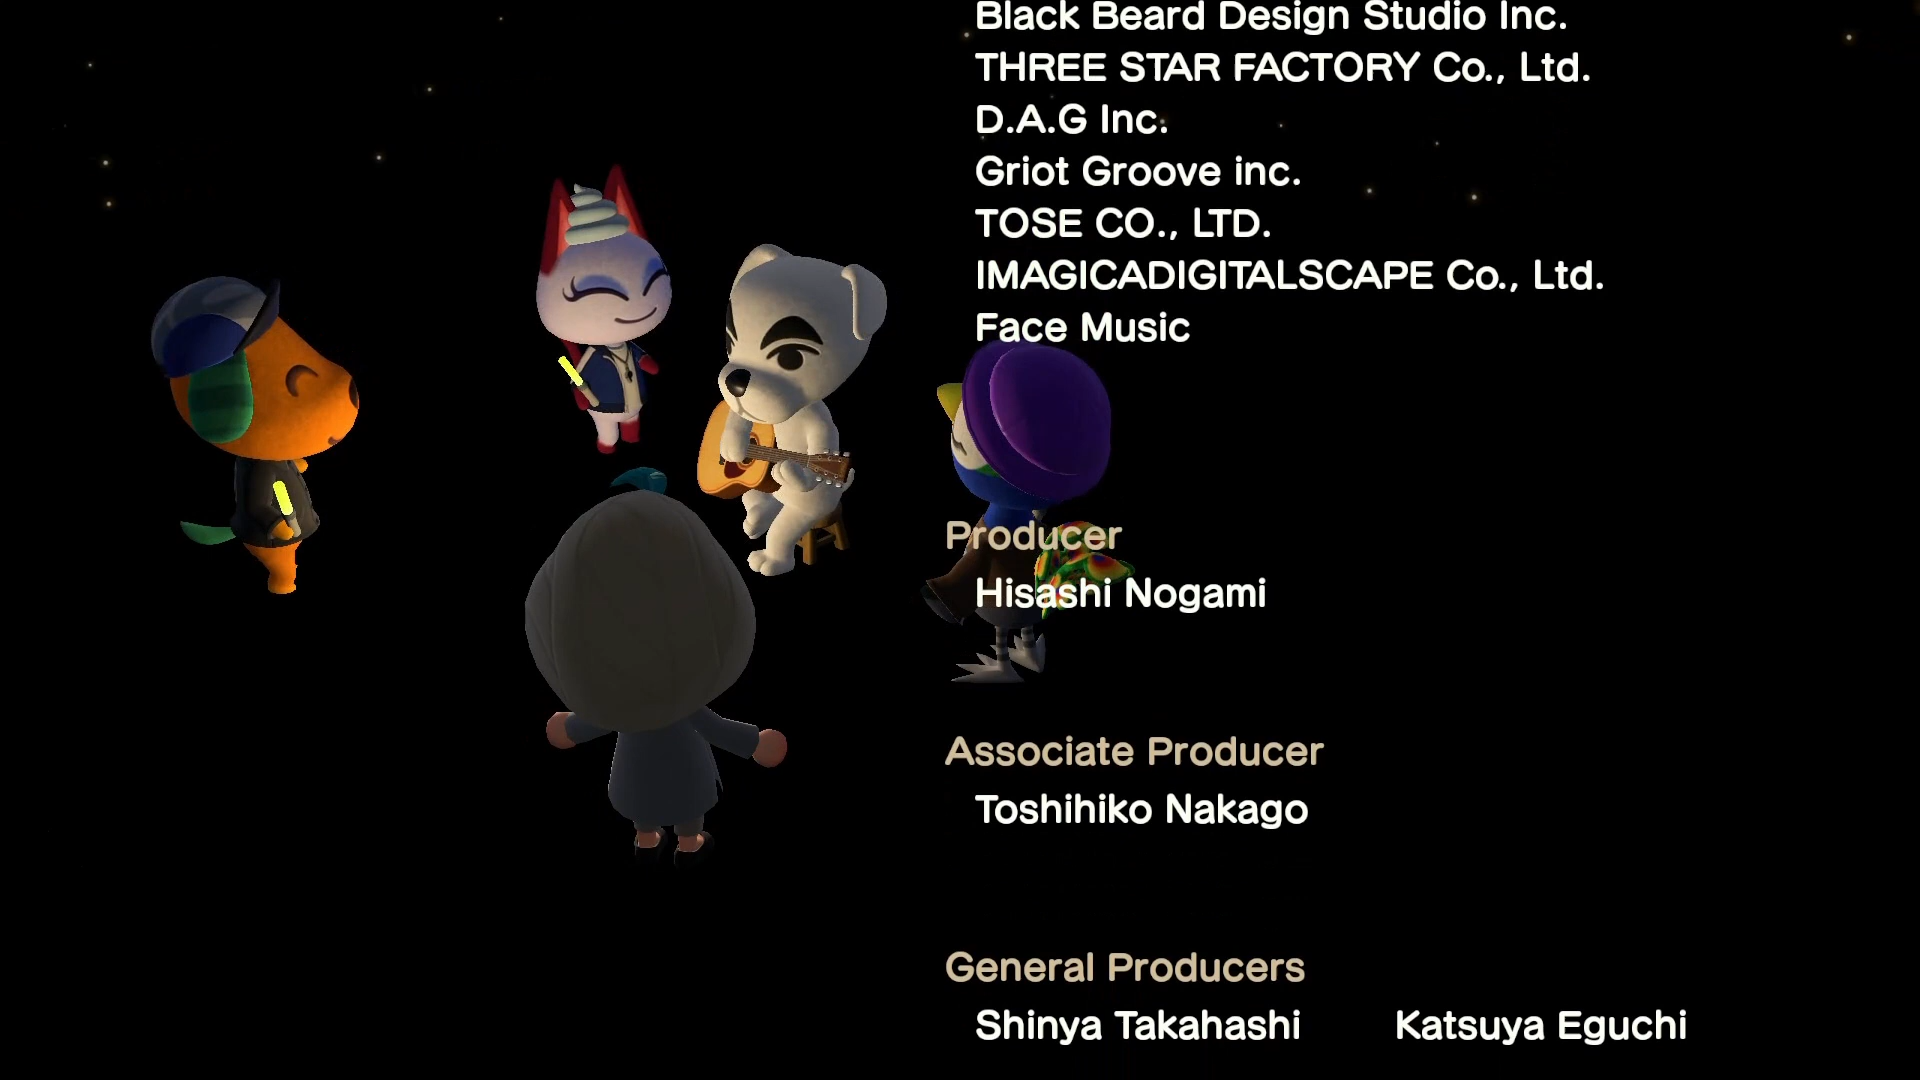 Black Beard Design Studio Inc.
THREE STAR FACTORY Co., Ltd.
D.A.G Inc.
Griot Groove inc.
TOSE CO., LTD.
IMAGICADIGITALSCAPE Co., Ltd.
Face Music
Producer
Hisashi Nogami
Associate Producer
Toshihiko Nakago
General Producers
Shinya Takahashi Katsuya Eguchi